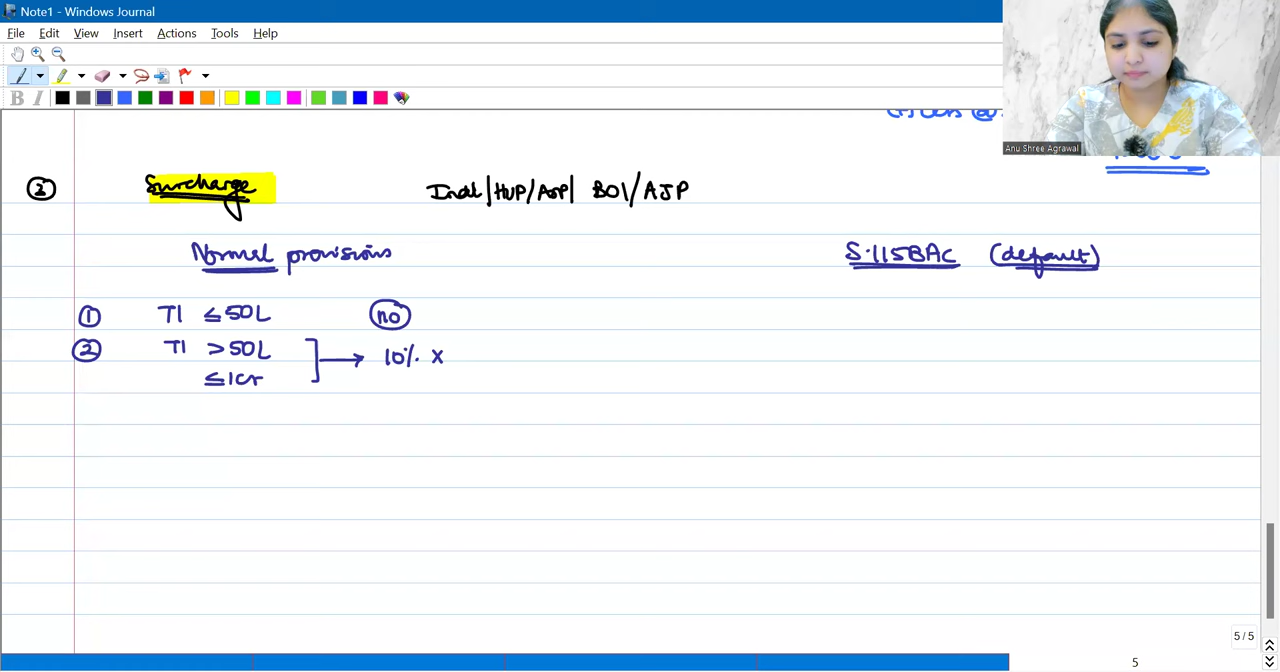 Note1 - Windows Journal
File Edit View Insert Actions Tools Help
B I
Anu Shree Agrawal
② Surcharge Indl|HUF/AOP| BOI/AJP
Normal provisions S.115BAC (default)
① TI ≤50L no
② TI >50L
≤1cr
10% x
5 / 5
5